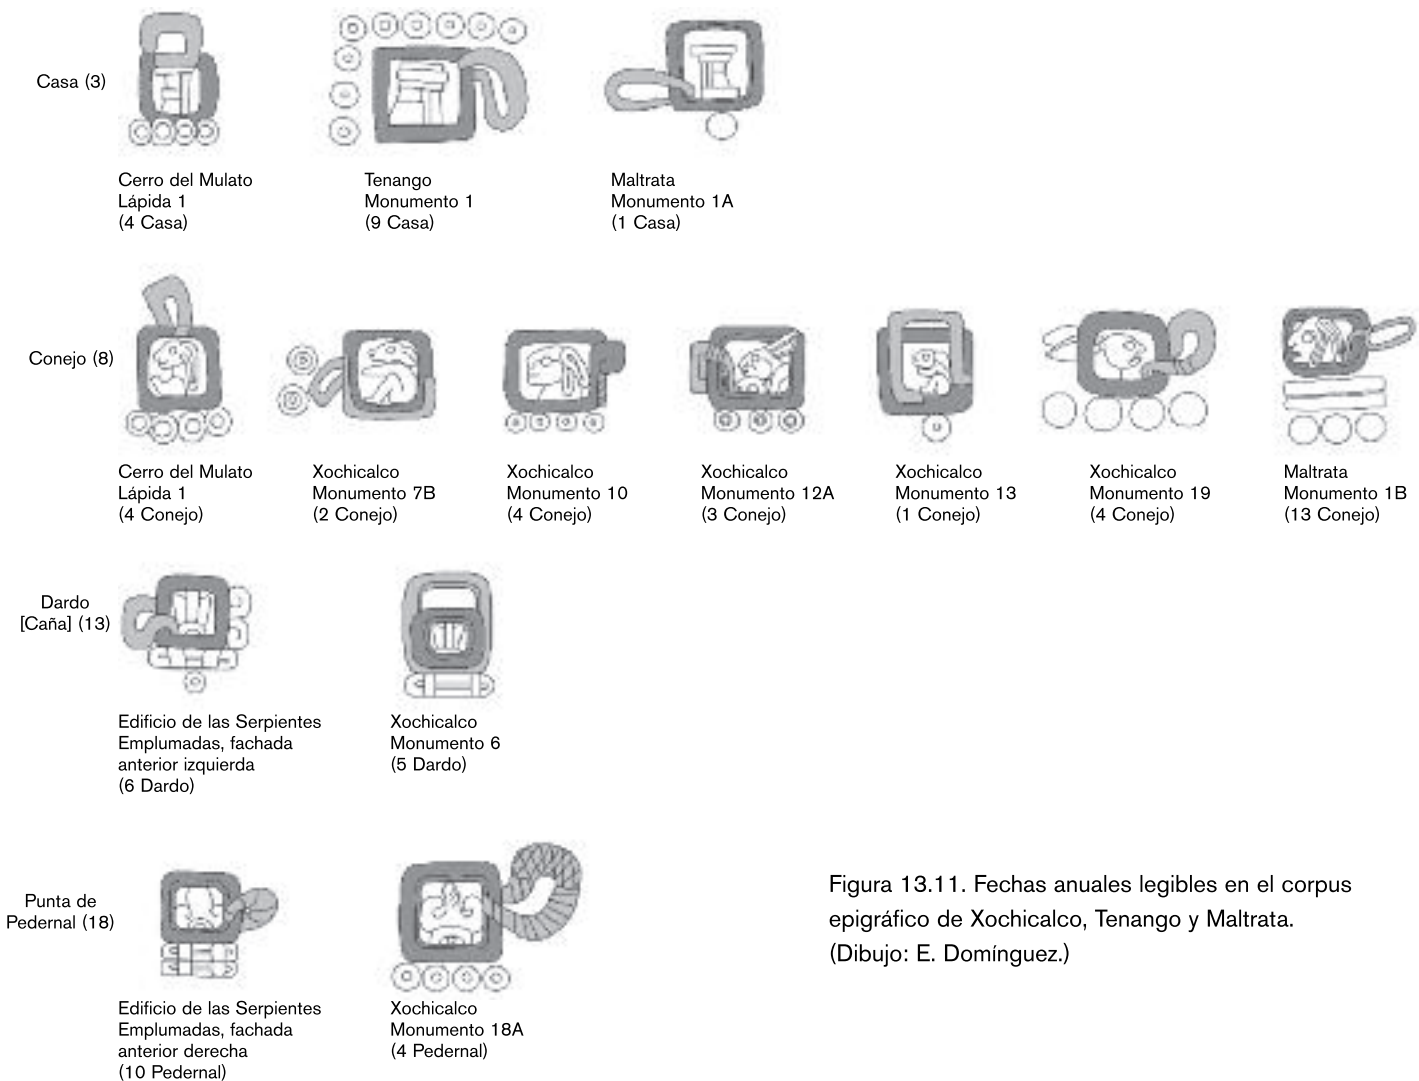 Casa (3)
Cerro del Mulato
Lápida 1
(4 Casa)
Tenango
Monumento 1
(9 Casa)
Maltrata
Monumento 1A
(1 Casa)
Conejo (8)
Cerro del Mulato
Lápida 1
(4 Conejo)
Xochicalco
Monumento 7B
(2 Conejo)
Xochicalco
Monumento 10
(4 Conejo)
Xochicalco
Monumento 12A
(3 Conejo)
Xochicalco
Monumento 13
(1 Conejo)
Xochicalco
Monumento 19
(4 Conejo)
Maltrata
Monumento 1B
(13 Conejo)
Dardo
[Caña] (13)
Edificio de las Serpientes
Emplumadas, fachada
anterior izquierda
(6 Dardo)
Xochicalco
Monumento 6
(5 Dardo)
Punta de
Pedernal (18)
Edificio de las Serpientes
Emplumadas, fachada
anterior derecha
(10 Pedernal)
Xochicalco
Monumento 18A
(4 Pedernal)
Figura 13.11. Fechas anuales legibles en el corpus
epigráfico de Xochicalco, Tenango y Maltrata.
(Dibujo: E. Domínguez.)